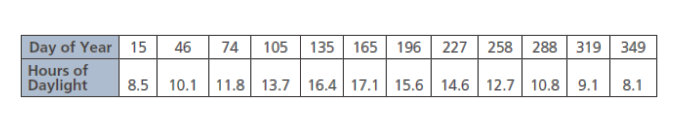 Day of Year 15 46 74 105 135 165 196 227 258 288 319 349
Hours of
Daylight 8.5 10.1 11.8 13.7 16.4 17.1 15.6 14.6 12.7 10.8 9.1 8.1